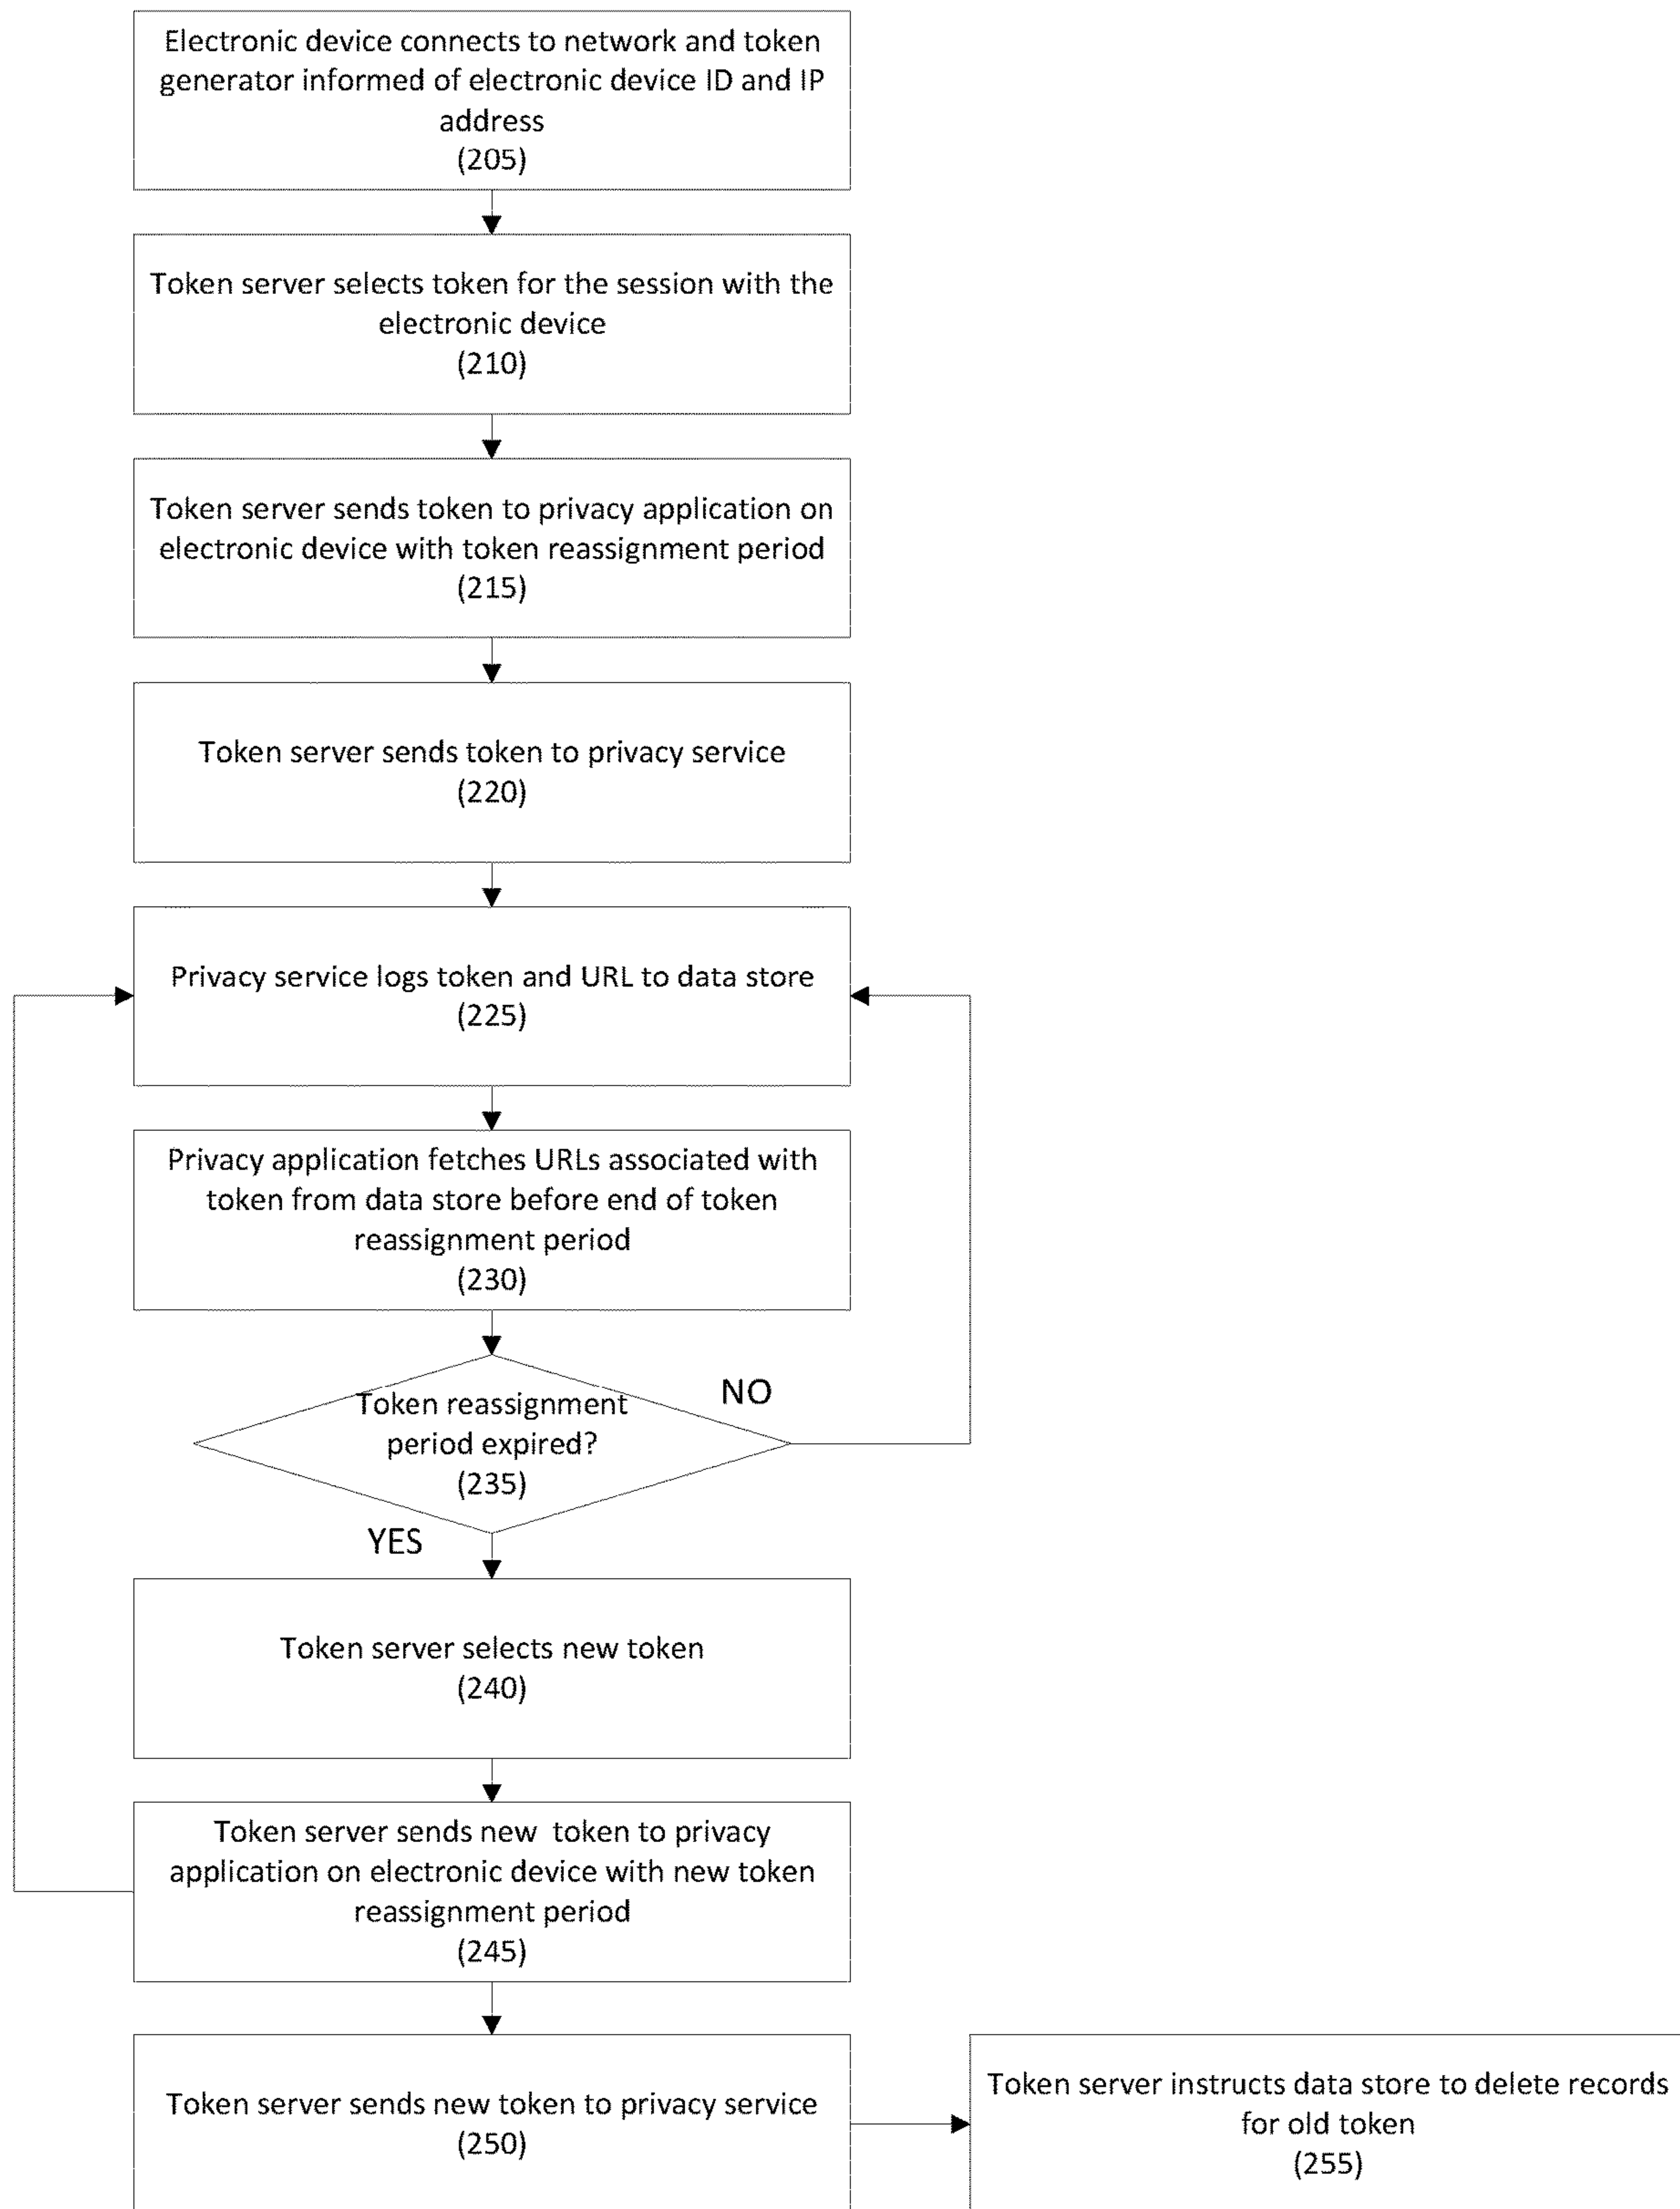 Electronic device connects to network and token
generator informed of electronic device ID and IP
address
(205)
Token server selects token for the session with the
electronic device
(210)
Token server sends token to privacy application on
electronic device with token reassignment period
(215)
Token server sends token to privacy service
(220)
Privacy service logs token and URL to data store
(225)
Privacy application fetches URLs associated with
token from data store before end of token
reassignment period
(230)
Token reassignment
period expired?
(235)
NO
YES
Token server selects new token
(240)
Token server sends new token to privacy
application on electronic device with new token
reassignment period
(245)
Token server sends new token to privacy service
(250)
Token server instructs data store to delete records
for old token
(255)